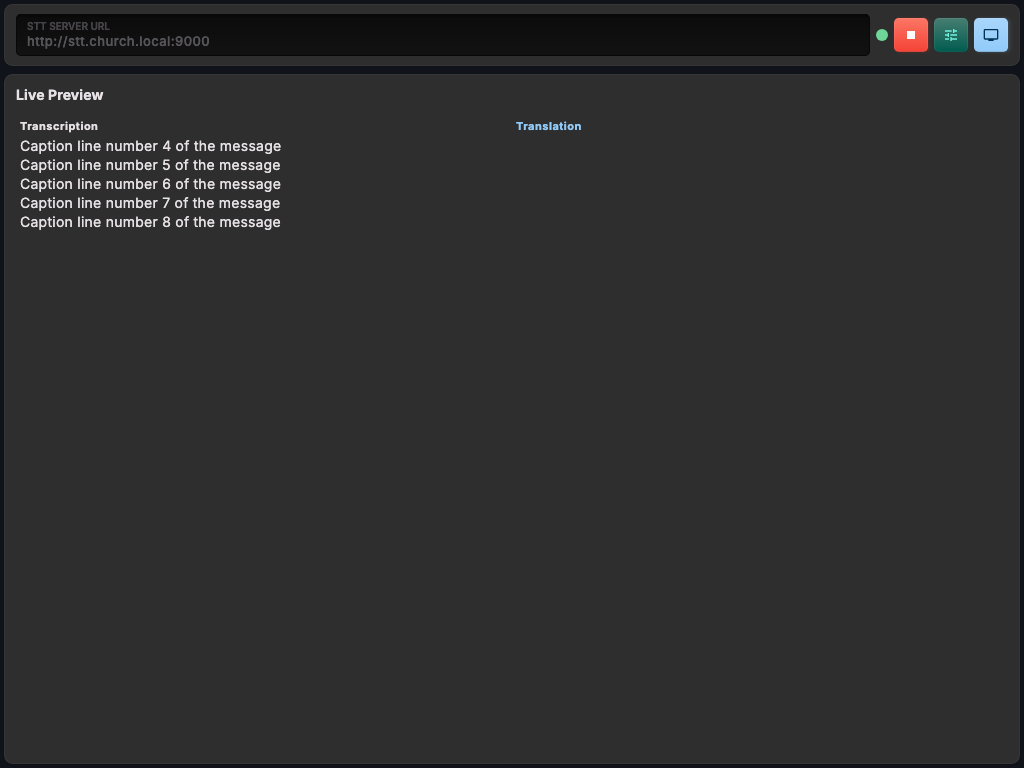 STT SERVER URL
http://stt.church.local:9000
Live Preview
Transcription
Caption line number 4 of the message
Caption line number 5 of the message
Caption line number 6 of the message
Caption line number 7 of the message
Caption line number 8 of the message
Translation